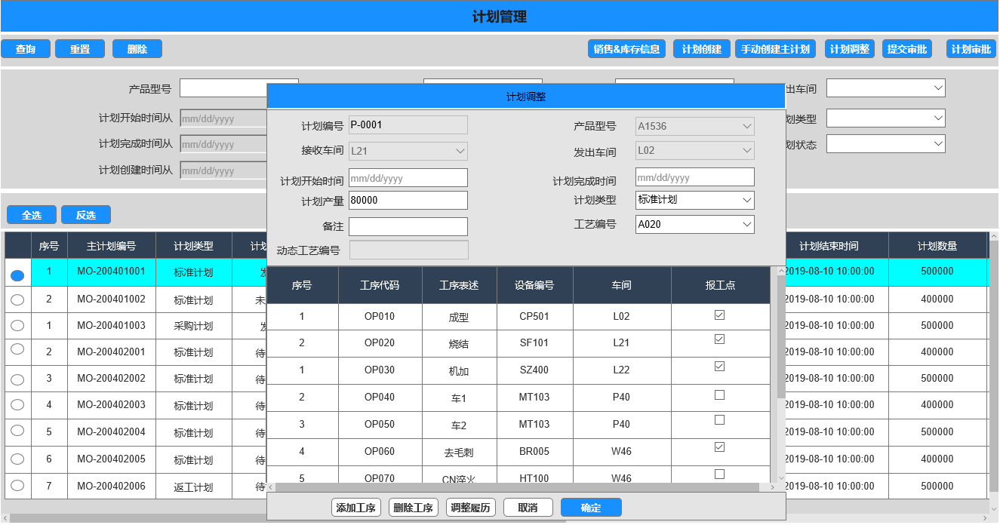 计划管理
查询 重置 删除 销售&库存信息 计划创建 手动创建主计划 计划调整 提交审批 计划审批
产品型号 出车间
计划开始时间从 mm/dd/yyyy 划类型
计划完成时间从 mm/dd/yyyy 划状态
计划创建时间从 mm/dd/yyyy
全选 反选
计划调整
计划编号 P-0001 产品型号 A1536
接收车间 L21 发出车间 L02
计划开始时间 mm/dd/yyyy 计划完成时间 mm/dd/yyyy
计划产量 80000 计划类型 标准计划
备注 工艺编号 A020
动态工艺编号
序号 工序代码 工序表述 设备编号 车间 报工点
1 OP010 成型 CP501 L02
2 OP020 烧结 SF101 L21
1 OP030 机加 SZ400 L22
2 OP040 车1 MT103 P40
3 OP050 车2 MT103 P40
4 OP060 去毛刺 BR005 W46
5 OP070 CN淬火 HT100 W46
添加工序 删除工序 调整履历 取消 确定
序号 主计划编号 计划类型 计划 计划结束时间 计划数量
1 MO-200401001 标准计划 发 2019-08-10 10:00:00 500000
2 MO-200401002 标准计划 未 2019-08-10 10:00:00 400000
1 MO-200401003 采购计划 发 2019-08-10 10:00:00 500000
2 MO-200402001 标准计划 待 2019-08-10 10:00:00 400000
3 MO-200402002 标准计划 待 2019-08-10 10:00:00 500000
4 MO-200402003 标准计划 待 2019-08-10 10:00:00 400000
5 MO-200402004 标准计划 待 2019-08-10 10:00:00 500000
6 MO-200402005 标准计划 待 2019-08-10 10:00:00 400000
7 MO-200402006 返工计划 待 2019-08-10 10:00:00 500000